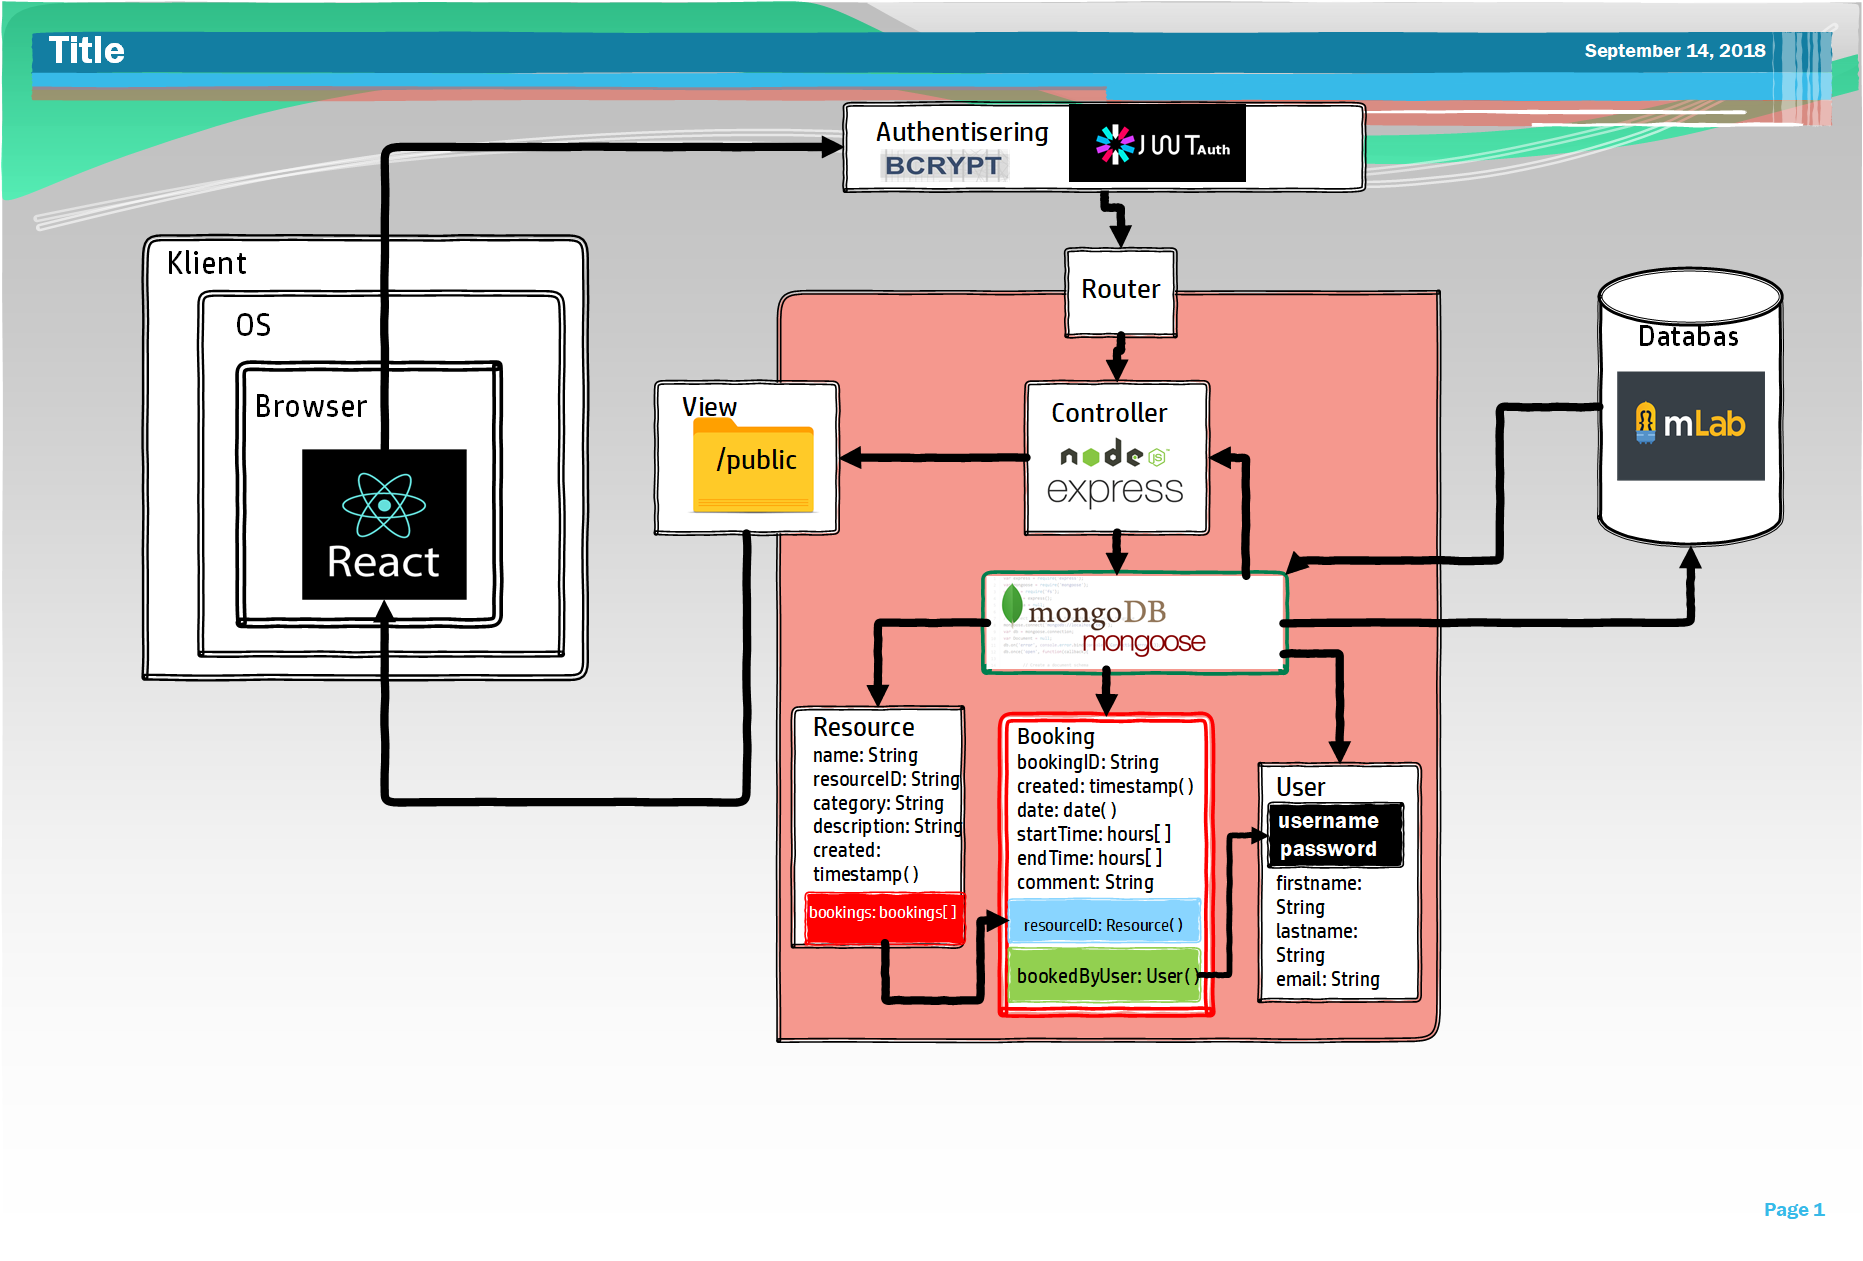 Title
September 14, 2018
Authentisering
BCRYPT
JWT Auth
Klient
OS
Browser
React
Router
View
/public
Controller
node JS
express
Databas
mLab
mongoDB
mongoose
Resource
name: String
resourceID: String
category: String
description: String
created:
timestamp()
bookings: bookings[]
Booking
bookingID: String
created: timestamp()
date: date()
startTime: hours[]
endTime: hours[]
comment: String
resourceID: Resource()
bookedByUser: User()
User
username
password
firstname:
String
lastname:
String
email: String
Page 1